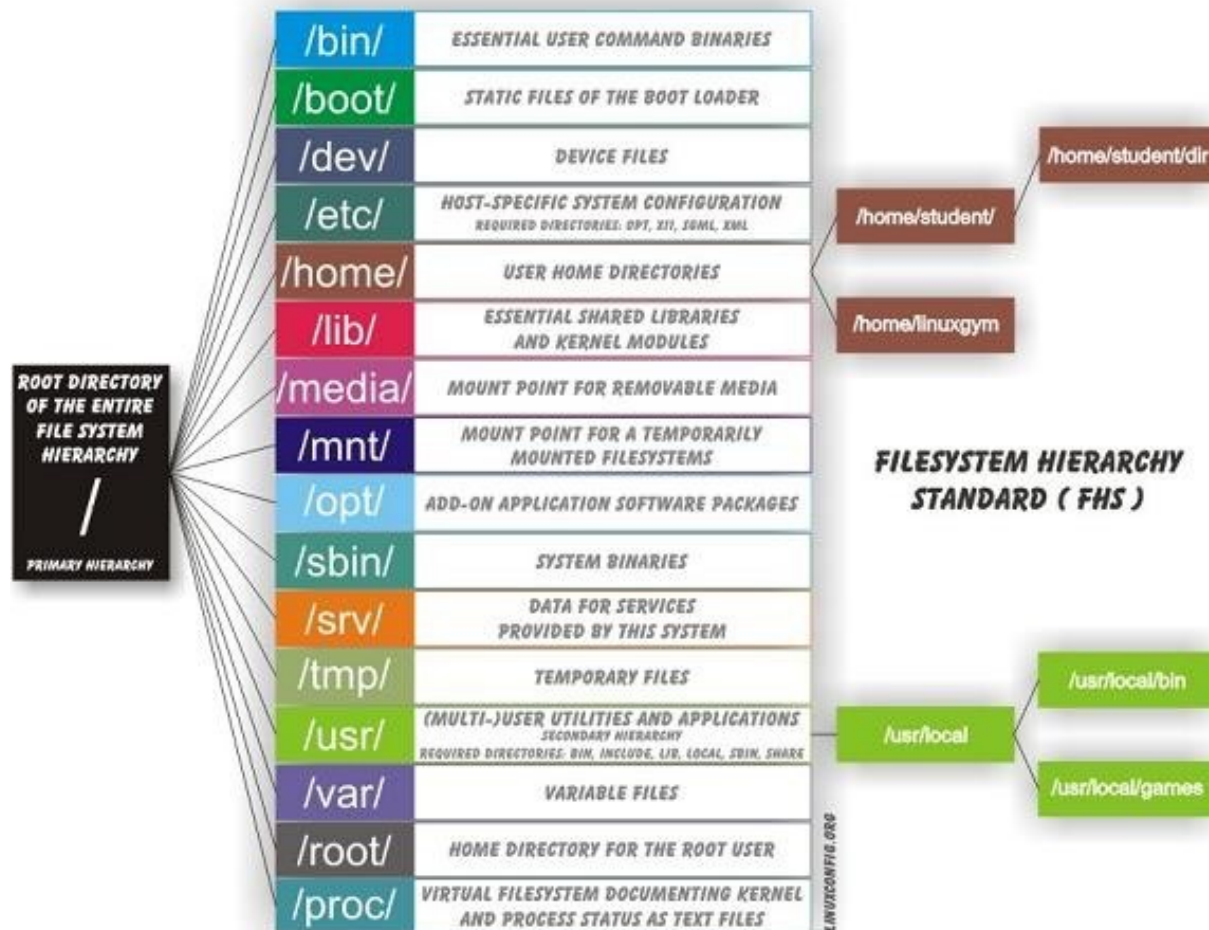 ROOT DIRECTORY
OF THE ENTIRE
FILE SYSTEM
HIERARCHY
/
PRIMARY HIERARCHY
/bin/
ESSENTIAL USER COMMAND BINARIES
/boot/
STATIC FILES OF THE BOOT LOADER
/dev/
DEVICE FILES
/etc/
HOST-SPECIFIC SYSTEM CONFIGURATION
REQUIRED DIRECTORIES: OPT, X11, SGML, XML
/home/
USER HOME DIRECTORIES
/lib/
ESSENTIAL SHARED LIBRARIES
AND KERNEL MODULES
/media/
MOUNT POINT FOR REMOVABLE MEDIA
/mnt/
MOUNT POINT FOR A TEMPORARILY
MOUNTED FILESYSTEMS
/opt/
ADD-ON APPLICATION SOFTWARE PACKAGES
/sbin/
SYSTEM BINARIES
/srv/
DATA FOR SERVICES
PROVIDED BY THIS SYSTEM
/tmp/
TEMPORARY FILES
/usr/
(MULTI-)USER UTILITIES AND APPLICATIONS
SECONDARY HIERARCHY
REQUIRED DIRECTORIES: BIN, INCLUDE, LIB, LOCAL, SBIN, SHARE
/var/
VARIABLE FILES
/root/
HOME DIRECTORY FOR THE ROOT USER
/proc/
VIRTUAL FILESYSTEM DOCUMENTING KERNEL
AND PROCESS STATUS AS TEXT FILES
/home/student/
/home/student/dir
/home/linuxgym
FILESYSTEM HIERARCHY
STANDARD ( FHS )
/usr/local
/usr/local/bin
/usr/local/games
LINUXCONFIG.ORG